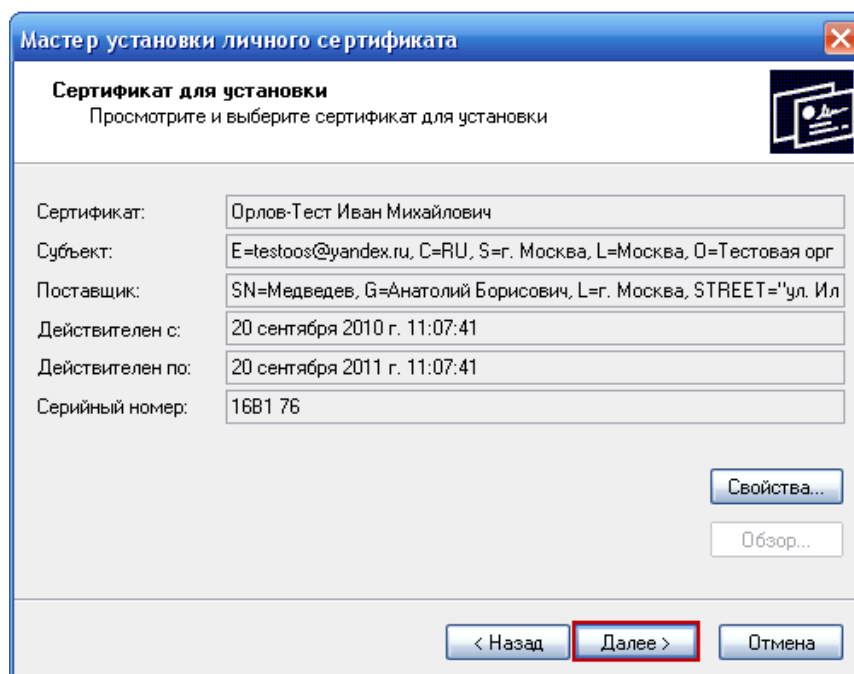 Мастер установки личного сертификата
Сертификат для установки
Просмотрите и выберите сертификат для установки
Сертификат: Орлов-Тест Иван Михайлович
Субъект: E=testoos@yandex.ru, C=RU, S=г. Москва, L=Москва, O=Тестовая орг
Поставщик: SN=Медведев, G=Анатолий Борисович, L=г. Москва, STREET="ул. Ил
Действителен с: 20 сентября 2010 г. 11:07:41
Действителен по: 20 сентября 2011 г. 11:07:41
Серийный номер: 16B1 76
Свойства...
Обзор...
< Назад Далее > Отмена